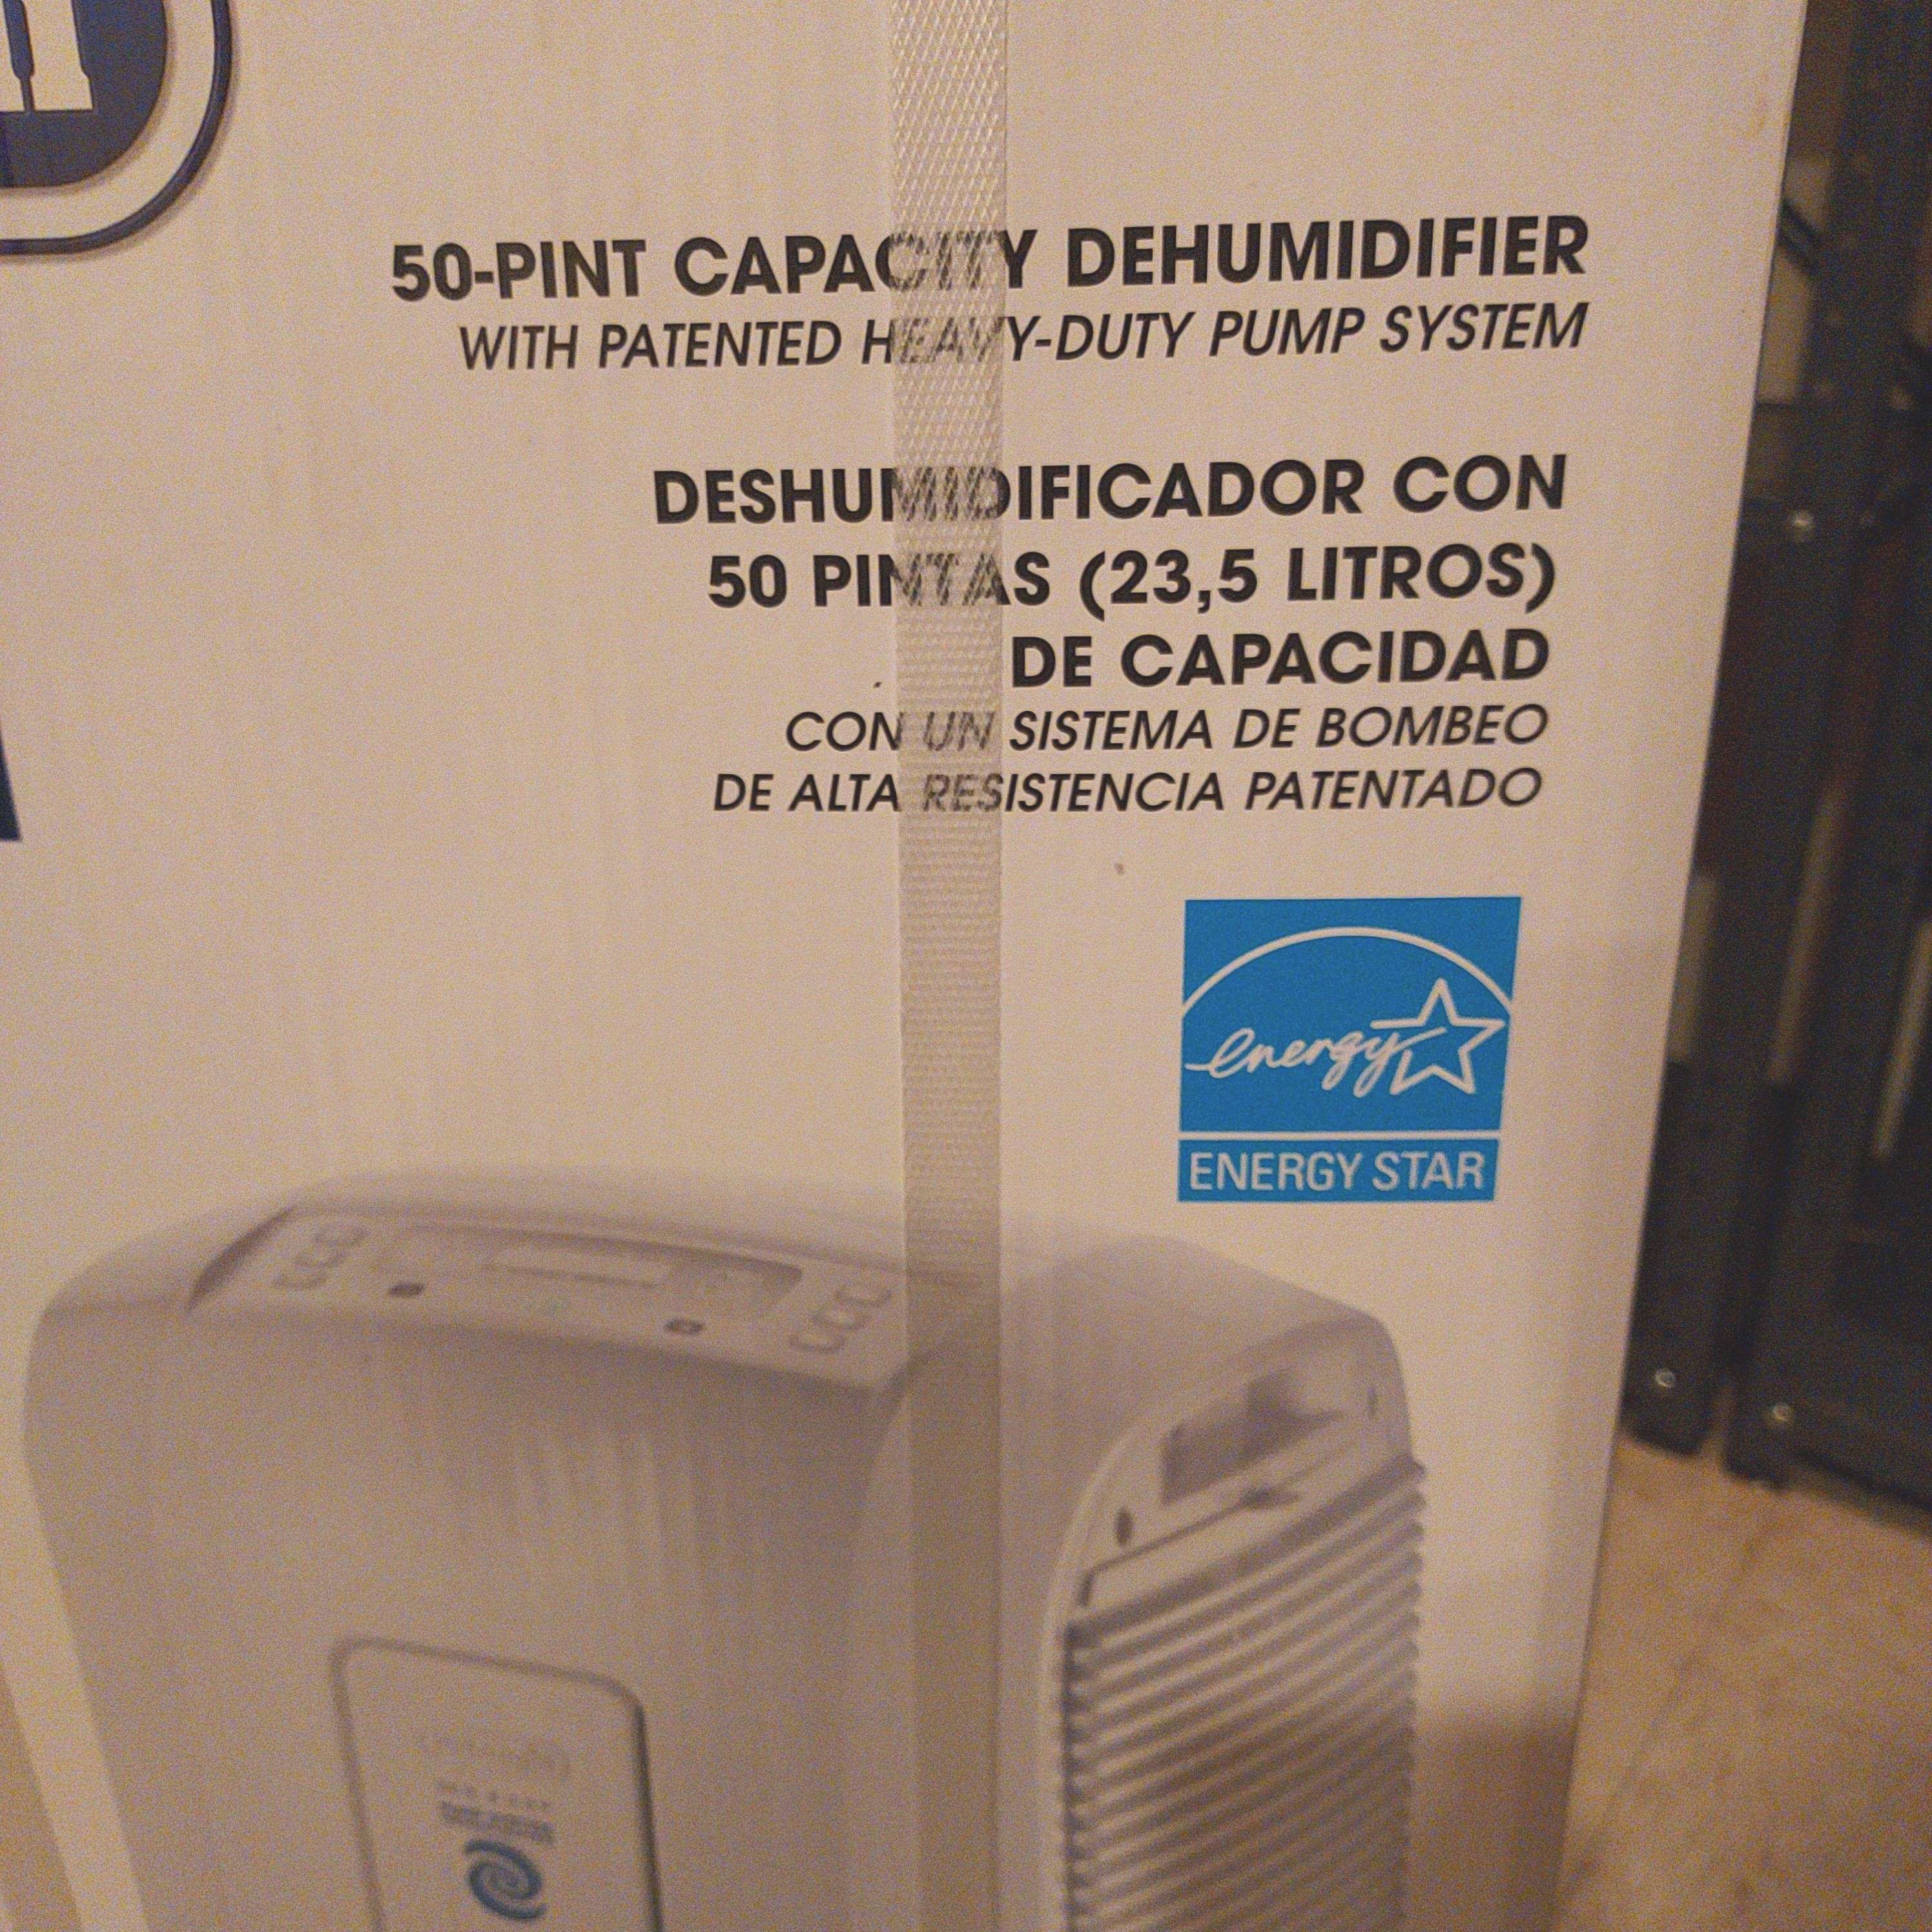 50-PINT CAPACITY DEHUMIDIFIER
WITH PATENTED HEAVY-DUTY PUMP SYSTEM
DESHUMIDIFICADOR CON
50 PINTAS (23,5 LITROS)
DE CAPACIDAD
CON UN SISTEMA DE BOMBEO
DE ALTA RESISTENCIA PATENTADO
energy
ENERGY STAR